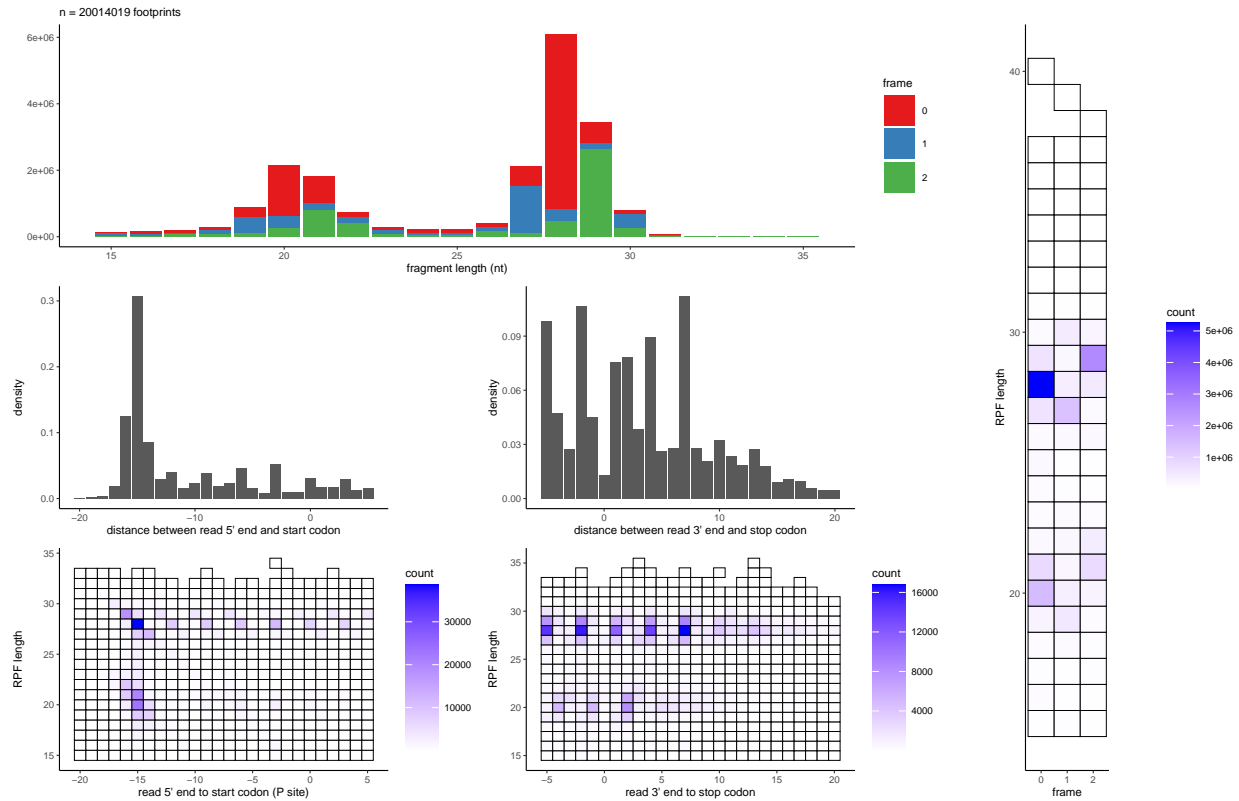 n = 20014019 footprints
6e+06
4e+06
2e+06
0e+00
15
20
25
30
35
fragment length (nt)
frame
0
1
2
0.3
0.2
0.1
0.0
density
−20
−10
0
distance between read 5' end and start codon
0.09
0.06
0.03
0.00
density
0
10
20
distance between read 3' end and stop codon
35
30
25
20
15
RPF length
−20
−15
−10
−5
0
5
read 5' end to start codon (P site)
count
30000
20000
10000
35
30
25
20
15
RPF length
−5
0
5
10
15
20
read 3' end to stop codon
count
16000
12000
8000
4000
40
30
20
RPF length
0
1
2
frame
count
5e+06
4e+06
3e+06
2e+06
1e+06